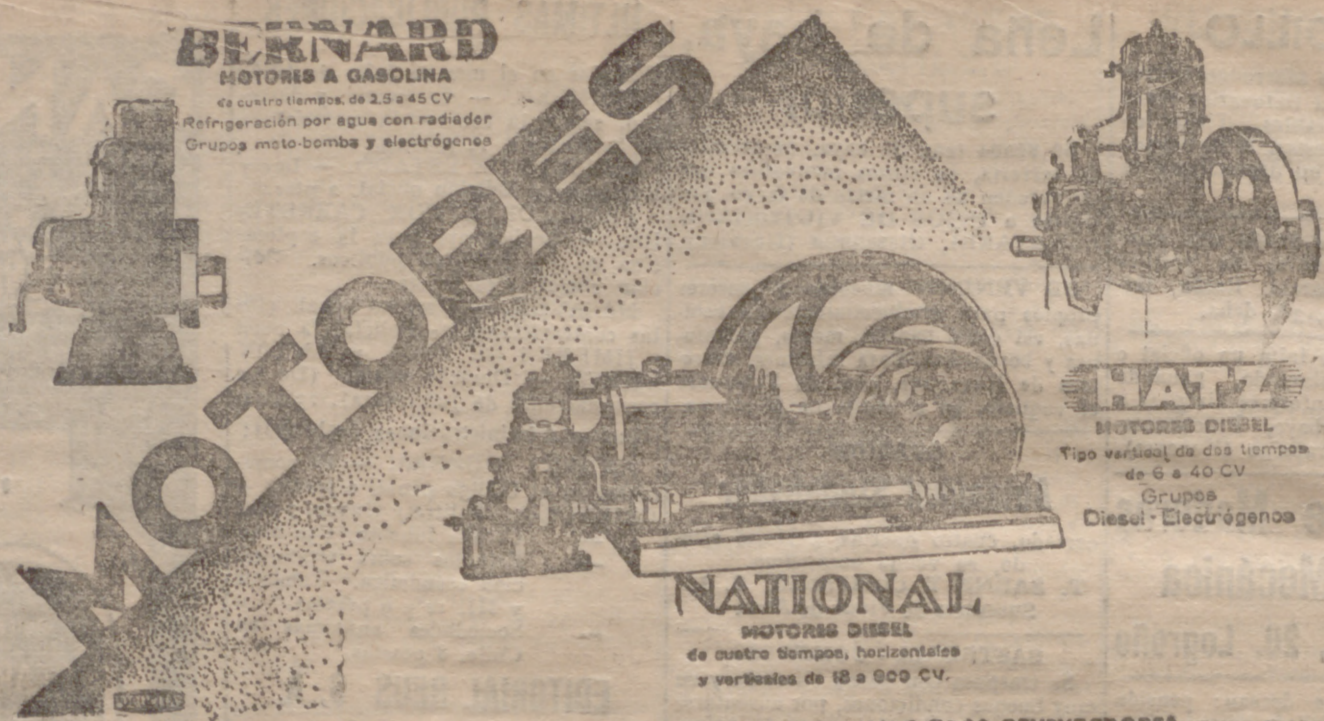 BERNARD
MOTORES A GASOLINA
de cuatro tiempos, de 2.5 a 45 CV
Refrigeración por agua con radiador
Grupos moto-bomba y electrógenos
MOTORES
HATZ
MOTORES DIESEL
Tipo vertical de dos tiempos
de 6 a 40 CV
Grupos
Diesel - Electrógenos
NATIONAL
MOTORES DIESEL
de cuatro tiempos, horizontales
y verticales de 18 a 900 CV.
20. Logroño